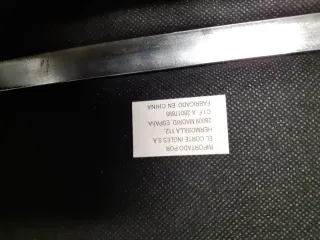 IMPORTADO POR:
EL CORTE INGLES S.A.
HERMOSILLA 112,
28009 MADRID, ESPAÑA.
C.I.F. A-28017895
FABRICADO EN CHINA